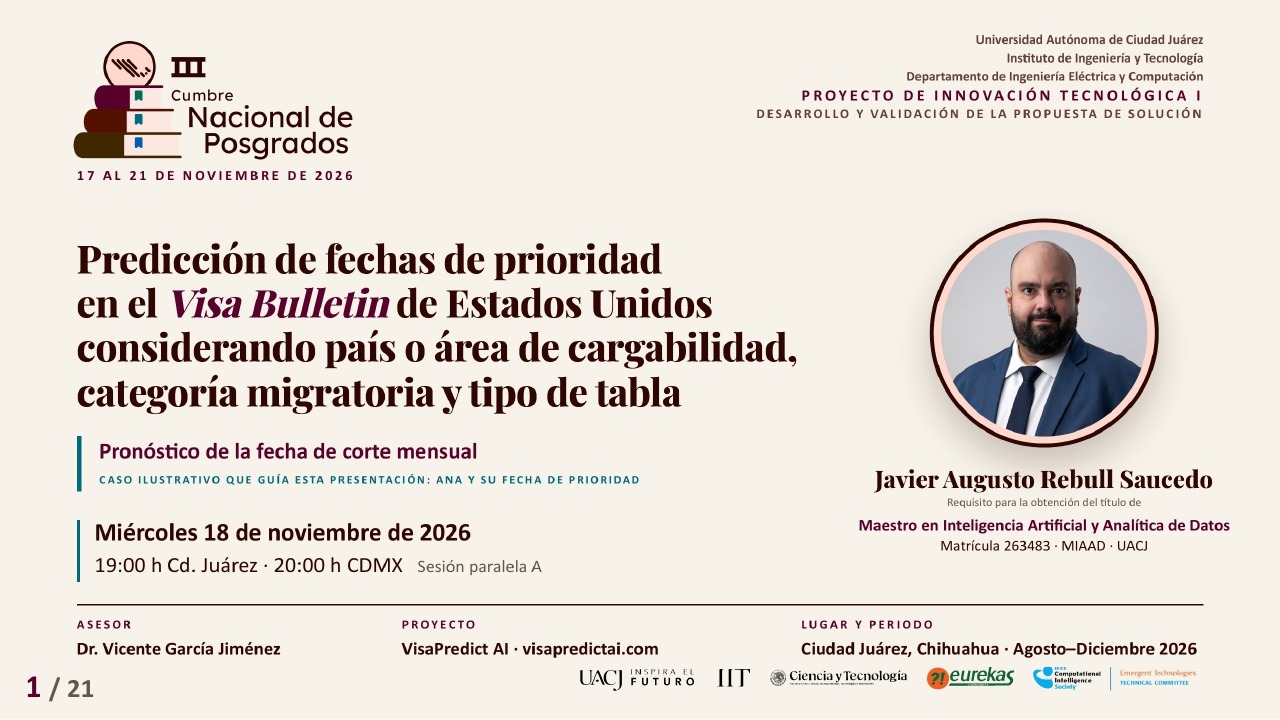 III
Cumbre
Nacional de
Posgrados
17 AL 21 DE NOVIEMBRE DE 2026
Universidad Autónoma de Ciudad Juárez
Instituto de Ingeniería y Tecnología
Departamento de Ingeniería Eléctrica y Computación
PROYECTO DE INNOVACIÓN TECNOLÓGICA I
DESARROLLO Y VALIDACIÓN DE LA PROPUESTA DE SOLUCIÓN
Predicción de fechas de prioridad
en el Visa Bulletin de Estados Unidos
considerando país o área de cargabilidad,
categoría migratoria y tipo de tabla
Pronóstico de la fecha de corte mensual
CASO ILUSTRATIVO QUE GUÍA ESTA PRESENTACIÓN: ANA Y SU FECHA DE PRIORIDAD
Miércoles 18 de noviembre de 2026
19:00 h Cd. Juárez · 20:00 h CDMX Sesión paralela A
Javier Augusto Rebull Saucedo
Requisito para la obtención del título de
Maestro en Inteligencia Artificial y Analítica de Datos
Matrícula 263483 · MIAAD · UACJ
ASESOR
Dr. Vicente García Jiménez
PROYECTO
VisaPredict AI · visapredictai.com
LUGAR Y PERIODO
Ciudad Juárez, Chihuahua · Agosto–Diciembre 2026
1 / 21
UACJ INSPIRA EL
FUTURO
IIT
Ciencia y Tecnología
?! eurekas
IEEE
Computational
Intelligence
Society
Emergent Technologies
TECHNICAL COMMITTEE